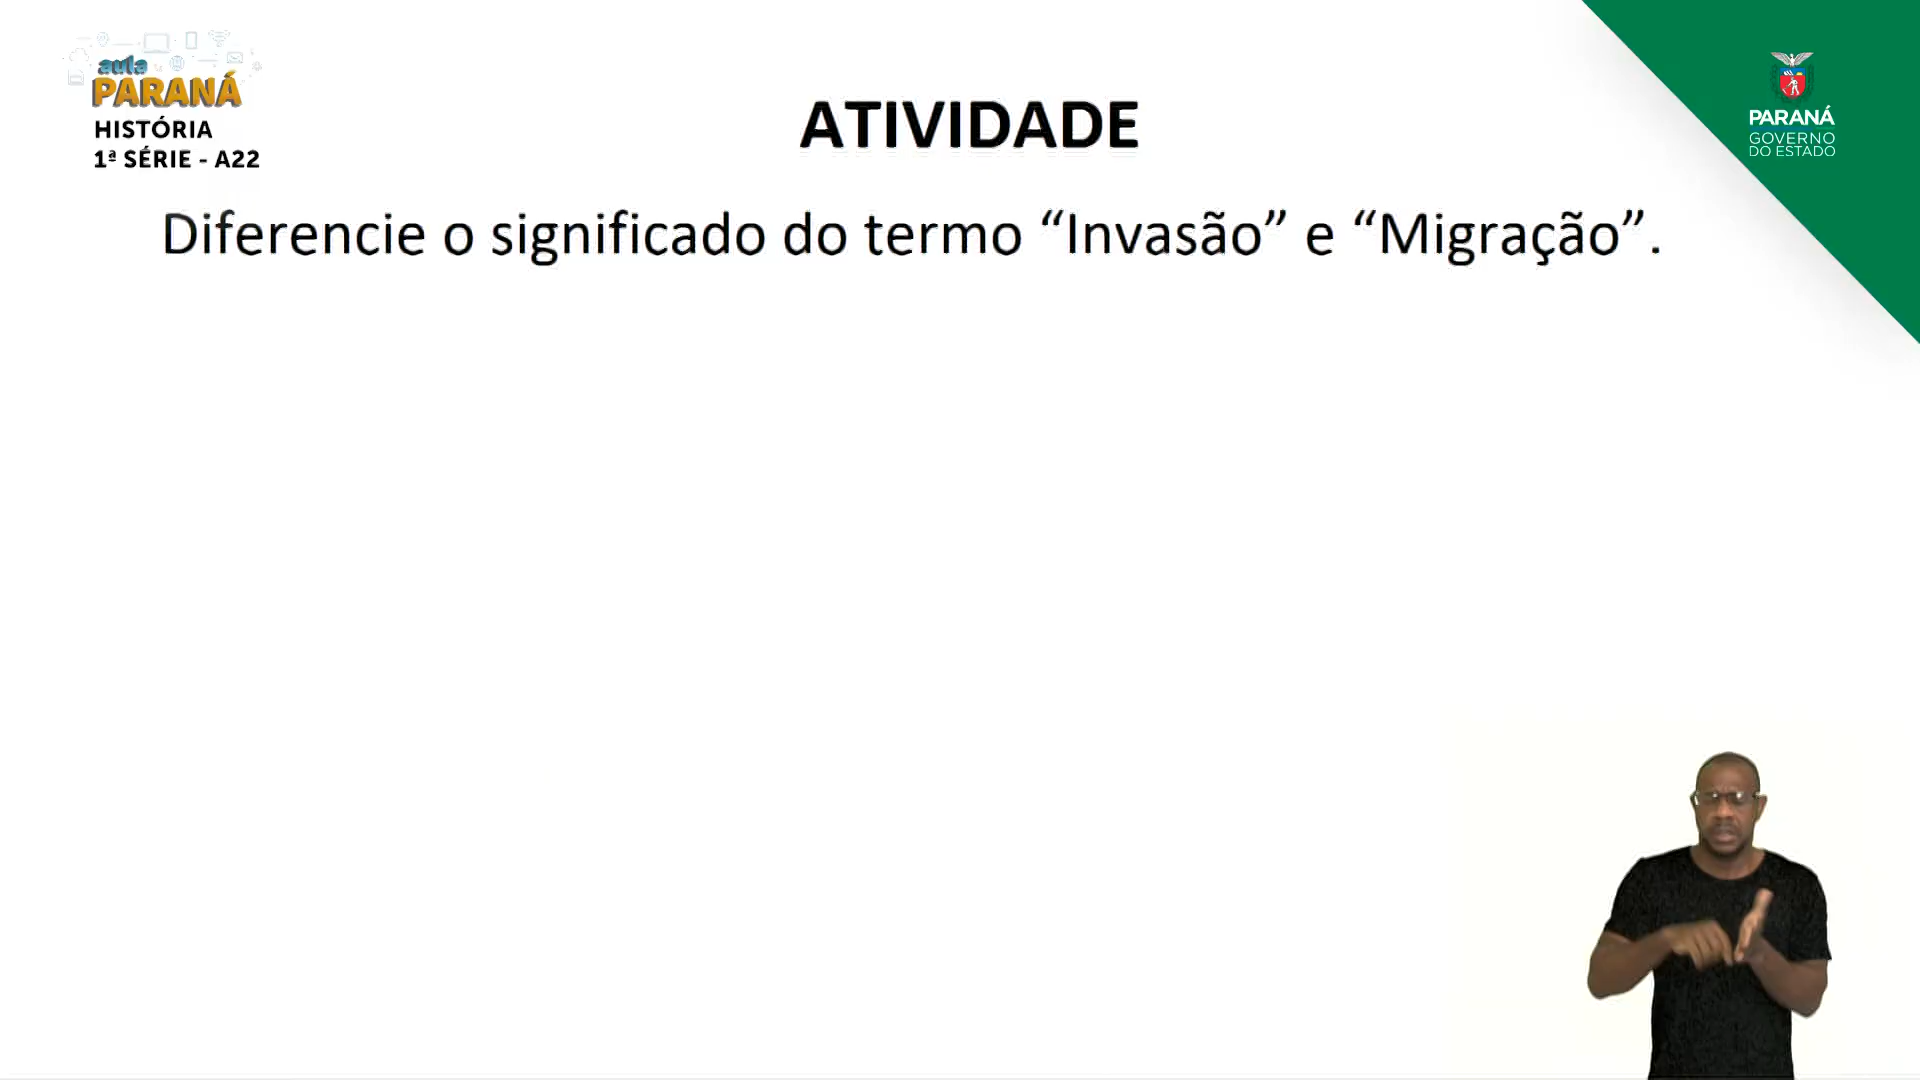 aula
PARANÁ
HISTÓRIA
1ª SÉRIE - A22
ATIVIDADE
PARANÁ
GOVERNO
DO ESTADO
Diferencie o significado do termo “Invasão” e “Migração”.